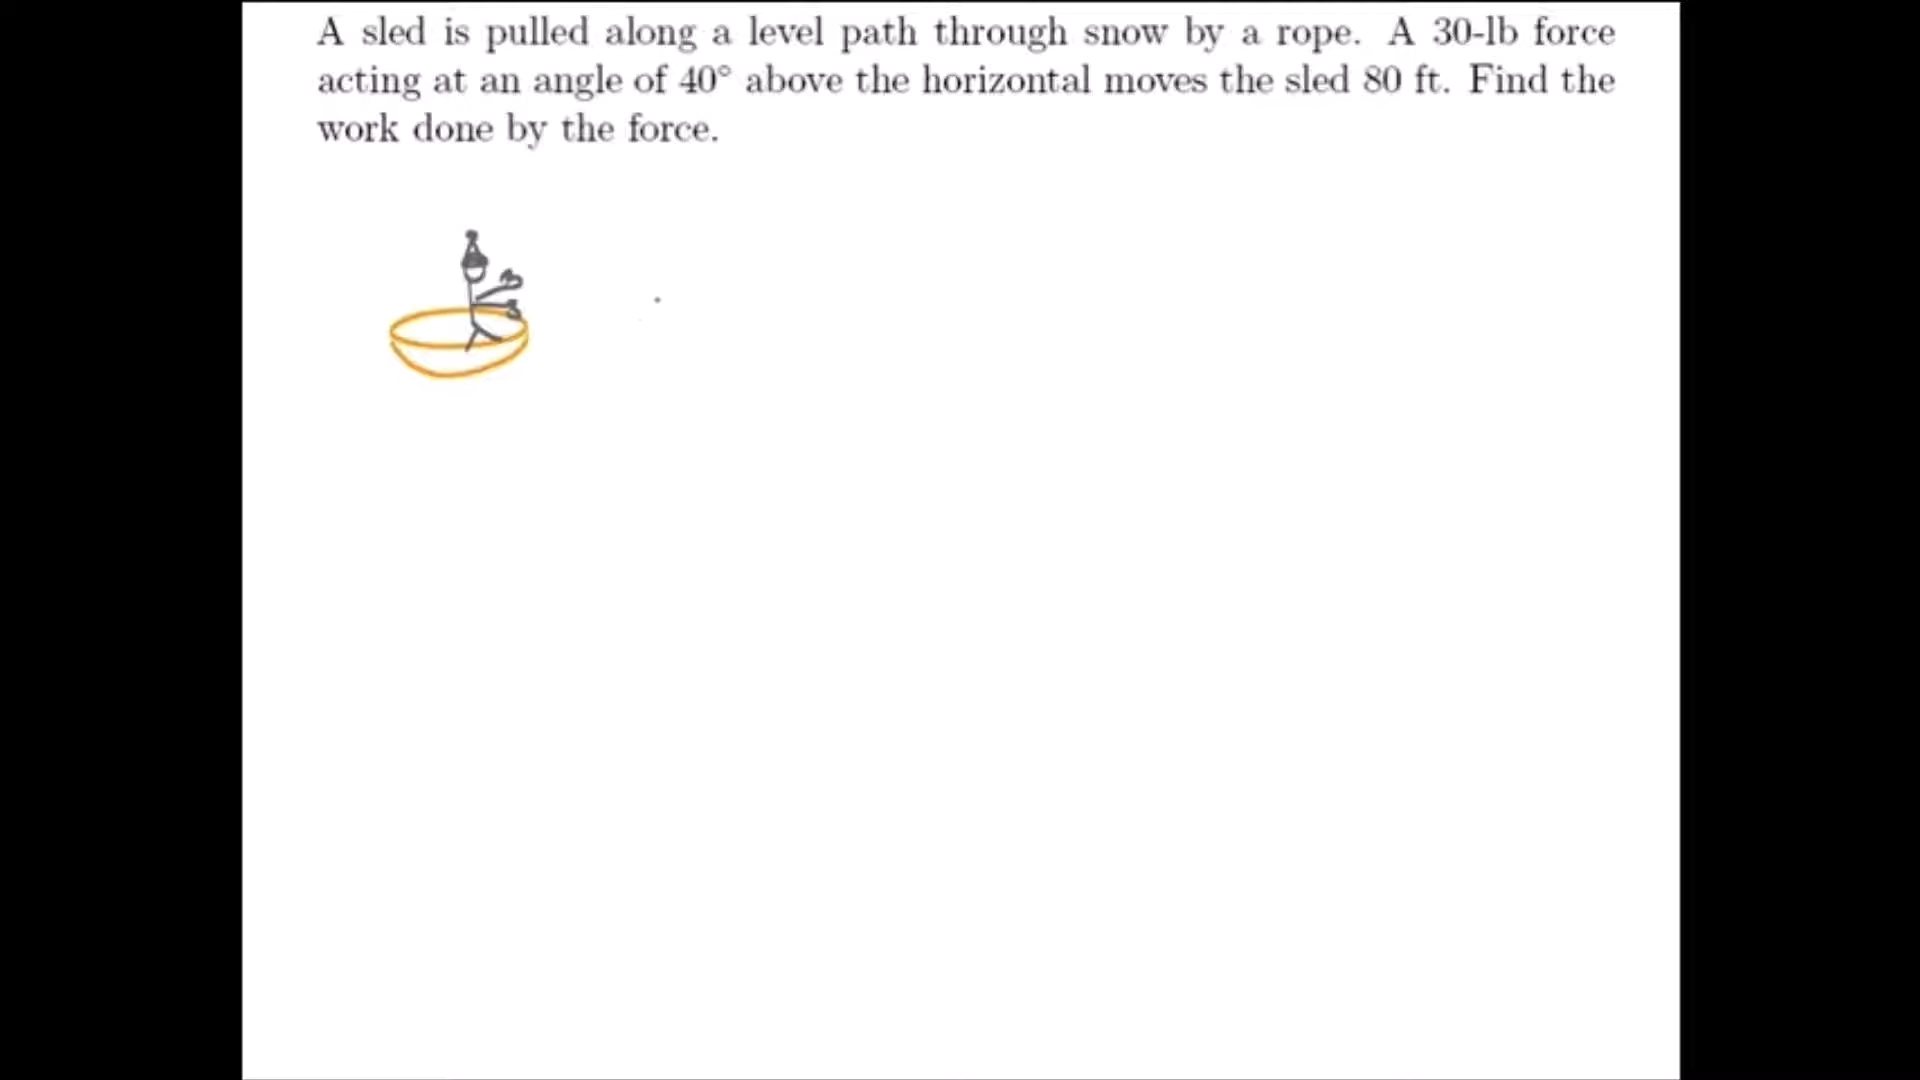 A sled is pulled along a level path through snow by a rope. A 30-lb force
acting at an angle of 40° above the horizontal moves the sled 80 ft. Find the
work done by the force.